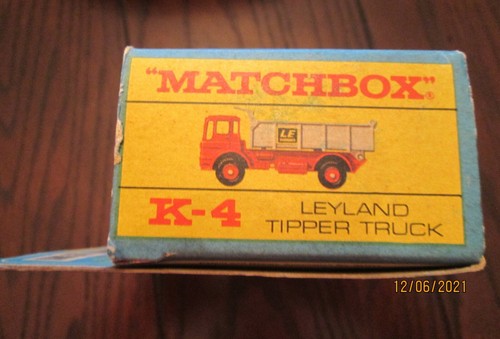 "MATCHBOX"®
LE
K-4
LEYLAND
TIPPER TRUCK
12/06/2021